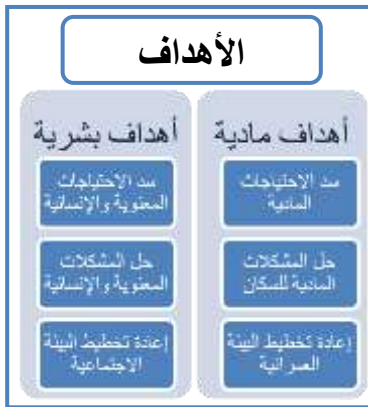 الأهداف
أهداف مادية
سد الاحتياجات
المادية
حل المشكلات
المادية للسكان
إعادة تخطيط البيئة
العمرانية
أهداف بشرية
سد الاحتياجات
المعنوية والإنسانية
حل المشكلات
المعنوية والإنسانية
إعادة تخطيط البيئة
الاجتماعية